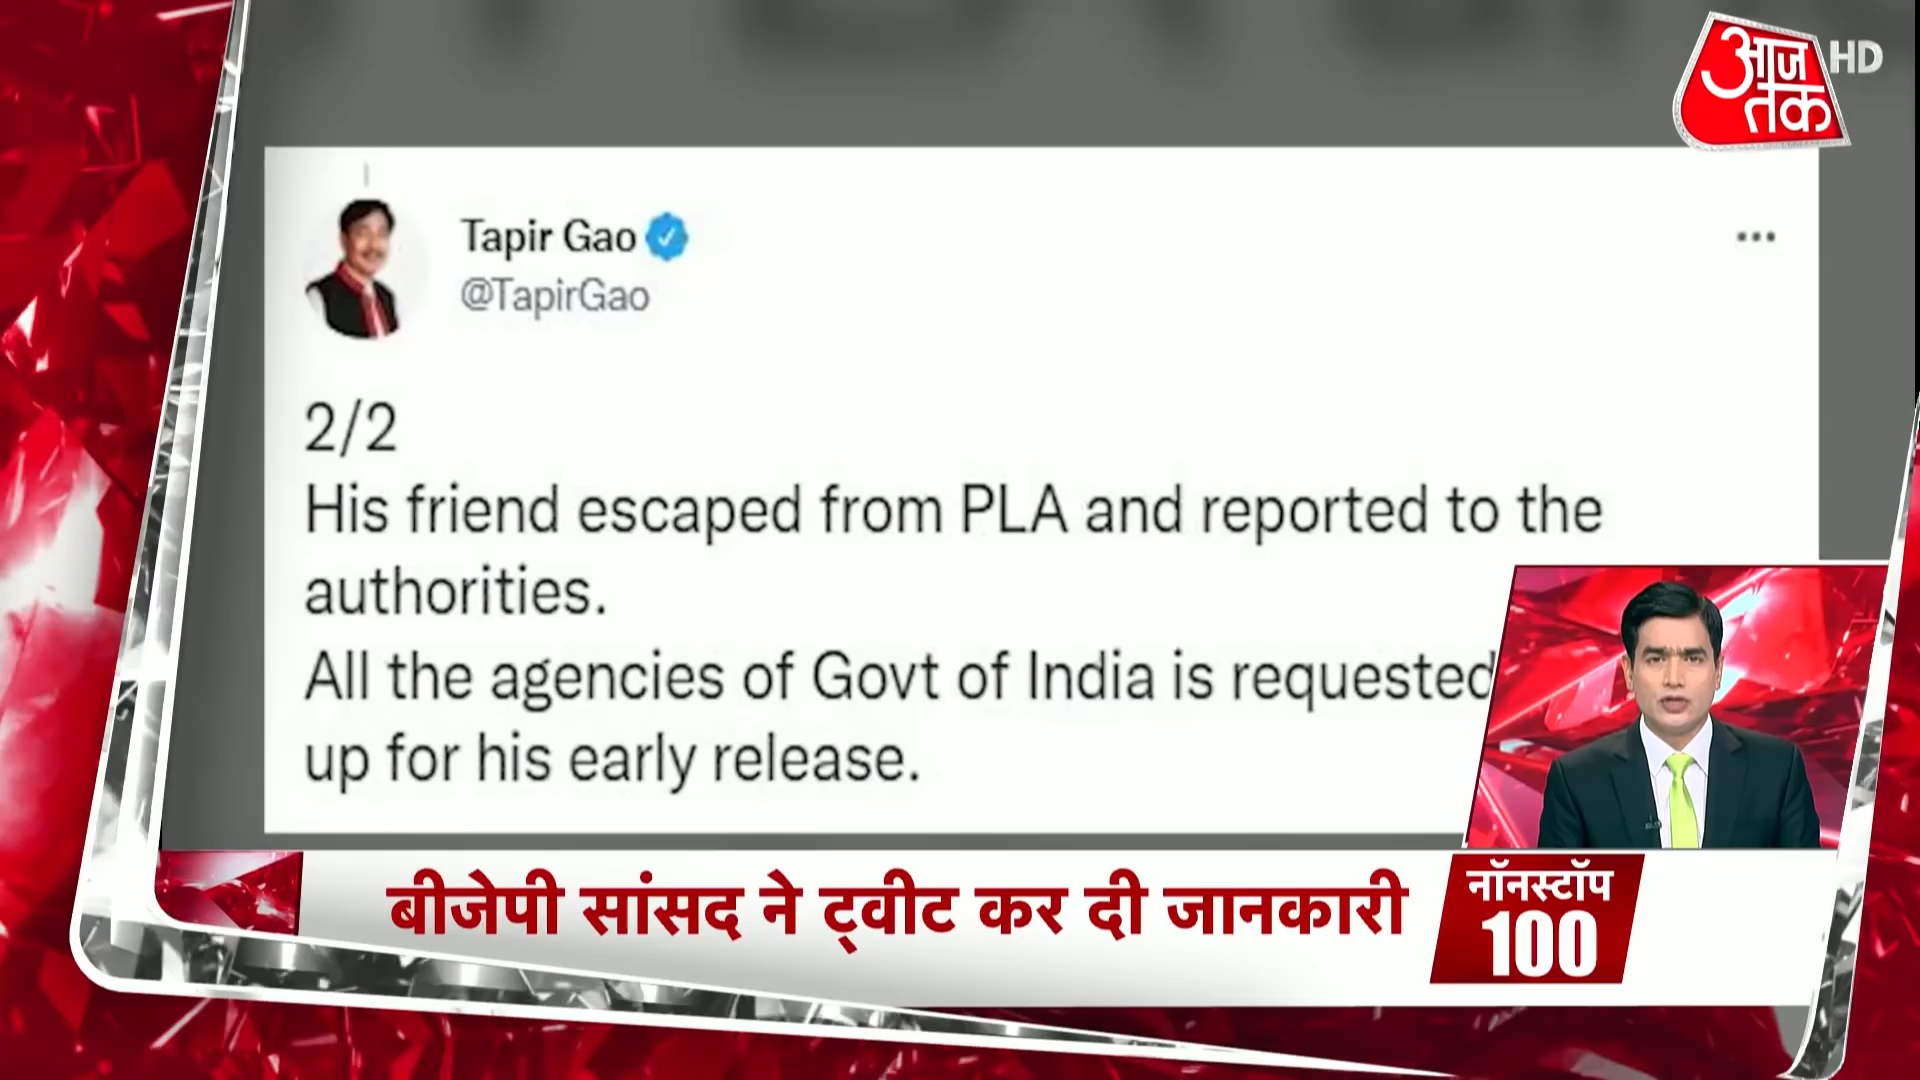 आज तक HD
Tapir Gao
@TapirGao
2/2
His friend escaped from PLA and reported to the
authorities.
All the agencies of Govt of India is requested
up for his early release.
बीजेपी सांसद ने ट्वीट कर दी जानकारी
नॉनस्टॉप
100